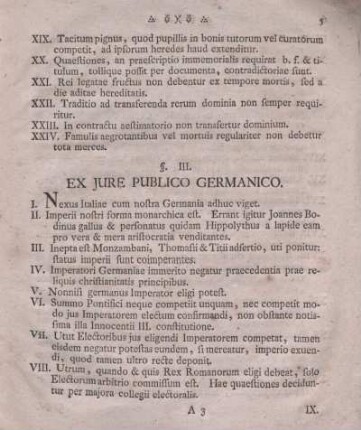 ö X ö 5
XIX. Tacitum pignus, quod pupillis in bonis tutorum vel curatorum
competit, ad ipsorum heredes haud extenditur.
XX. Quaestiones, an praescriptio immemorialis requirat b. f. & ti-
tulum, tollique possit per documenta, contradictoriae sunt.
XXI. Rei legatae fructus non debentur ex tempore mortis, sed a
die aditae hereditatis.
XXII. Traditio ad transferenda rerum dominia non semper requi-
ritur.
XXIII. In contractu aestimatorio non transfertur dominium.
XXIV. Famulis aegrotantibus vel mortuis regulariter non debetur
tota merces.
§. III.
EX JURE PUBLICO GERMANICO.
I. Nexus Italiae cum nostra Germania adhuc viget.
II. Imperii nostri forma monarchica est. Errant igitur Joannes Bo-
dinus gallus & personatus quidam Hippolythus a lapide eam
pro vera & mera aristocratia venditantes.
III. Inepta est Monzambani, Thomasii & Titii adsertio, uti ponitur:
status imperii sunt coimperantes.
IV. Imperatori Germaniae immerito negatur praecedentia prae re-
liquis christianitatis principibus.
V. Nonnisi germanus Imperator eligi potest.
VI. Summo Pontifici neque competiit unquam, nec competit mo-
do jus Imperatorem electum confirmandi, non obstante notis-
sima illa Innocentii III. constitutione.
VII. Utut Electoribus jus eligendi Imperatorem competat, tamen
eisdem negatur potestas eundem, si mereatur, imperio exuen-
di, quod tamen ultro recte deponit.
VIII. Utrum, quando & quis Rex Romanorum eligi debeat, solo
Electorum arbitrio commissum est. Hae quaestiones decidun-
tur per majora collegii electoralis.
A 3 IX.